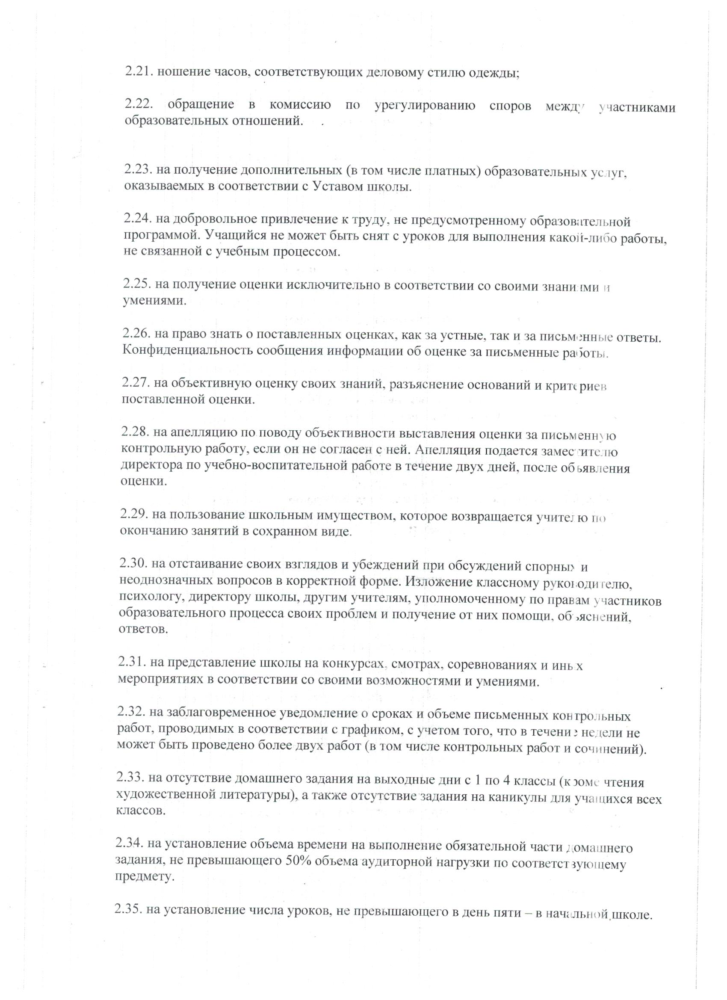 2.21. ношение часов, соответствующих деловому стилю одежды;
2.22. обращение в комиссию по урегулированию споров между участниками
образовательных отношений.
2.23. на получение дополнительных (в том числе платных) образовательных услуг,
оказываемых в соответствии с Уставом школы.
2.24. на добровольное привлечение к труду, не предусмотренному образовательной
программой. Учащийся не может быть снят с уроков для выполнения какой-либо работы,
не связанной с учебным процессом.
2.25. на получение оценки исключительно в соответствии со своими знаниями и
умениями.
2.26. на право знать о поставленных оценках, как за устные, так и за письменные ответы.
Конфиденциальность сообщения информации об оценке за письменные работы.
2.27. на объективную оценку своих знаний, разъяснение оснований и критериев
поставленной оценки.
2.28. на апелляцию по поводу объективности выставления оценки за письменную
контрольную работу, если он не согласен с ней. Апелляция подается заместителю
директора по учебно-воспитательной работе в течение двух дней, после объявления
оценки.
2.29. на пользование школьным имуществом, которое возвращается учителю по
окончанию занятий в сохранном виде.
2.30. на отстаивание своих взглядов и убеждений при обсуждений спорных и
неоднозначных вопросов в корректной форме. Изложение классному руководителю,
психологу, директору школы, другим учителям, уполномоченному по правам участников
образовательного процесса своих проблем и получение от них помощи, объяснений,
ответов.
2.31. на представление школы на конкурсах, смотрах, соревнованиях и иных
мероприятиях в соответствии со своими возможностями и умениями.
2.32. на заблаговременное уведомление о сроках и объеме письменных контрольных
работ, проводимых в соответствии с графиком, с учетом того, что в течение недели не
может быть проведено более двух работ (в том числе контрольных работ и сочинений).
2.33. на отсутствие домашнего задания на выходные дни с 1 по 4 классы (кроме чтения
художественной литературы), а также отсутствие задания на каникулы для учащихся всех
классов.
2.34. на установление объема времени на выполнение обязательной части домашнего
задания, не превышающего 50% объема аудиторной нагрузки по соответствующему
предмету.
2.35. на установление числа уроков, не превышающего в день пяти – в начальной школе.